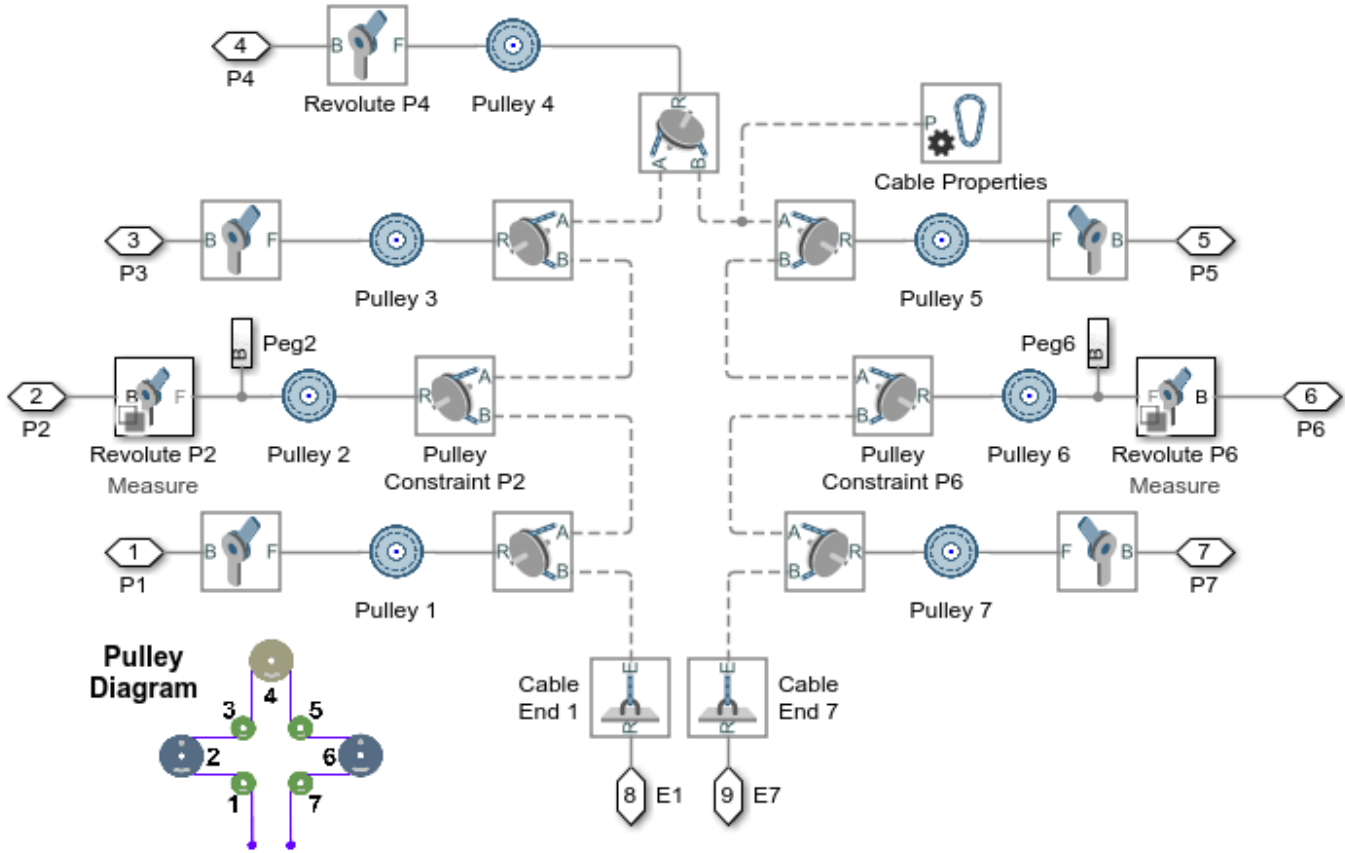 4
P4
B
F
Revolute P4
Pulley 4
R
A
B
P
Cable Properties
3
P3
B
F
Pulley 3
R
A
B
A
B
R
Pulley 5
F
B
5
P5
Peg2
B
Peg6
B
2
P2
B
F
Revolute P2
Measure
Pulley 2
R
A
B
Pulley
Constraint P2
A
B
R
Pulley
Constraint P6
Pulley 6
F
B
Revolute P6
Measure
6
P6
1
P1
B
F
Pulley 1
R
A
B
A
B
R
Pulley 7
F
B
7
P7
Pulley
Diagram
4
3
5
2
6
1
7
Cable
End 1
E
R
E
R
Cable
End 7
8
E1
9
E7